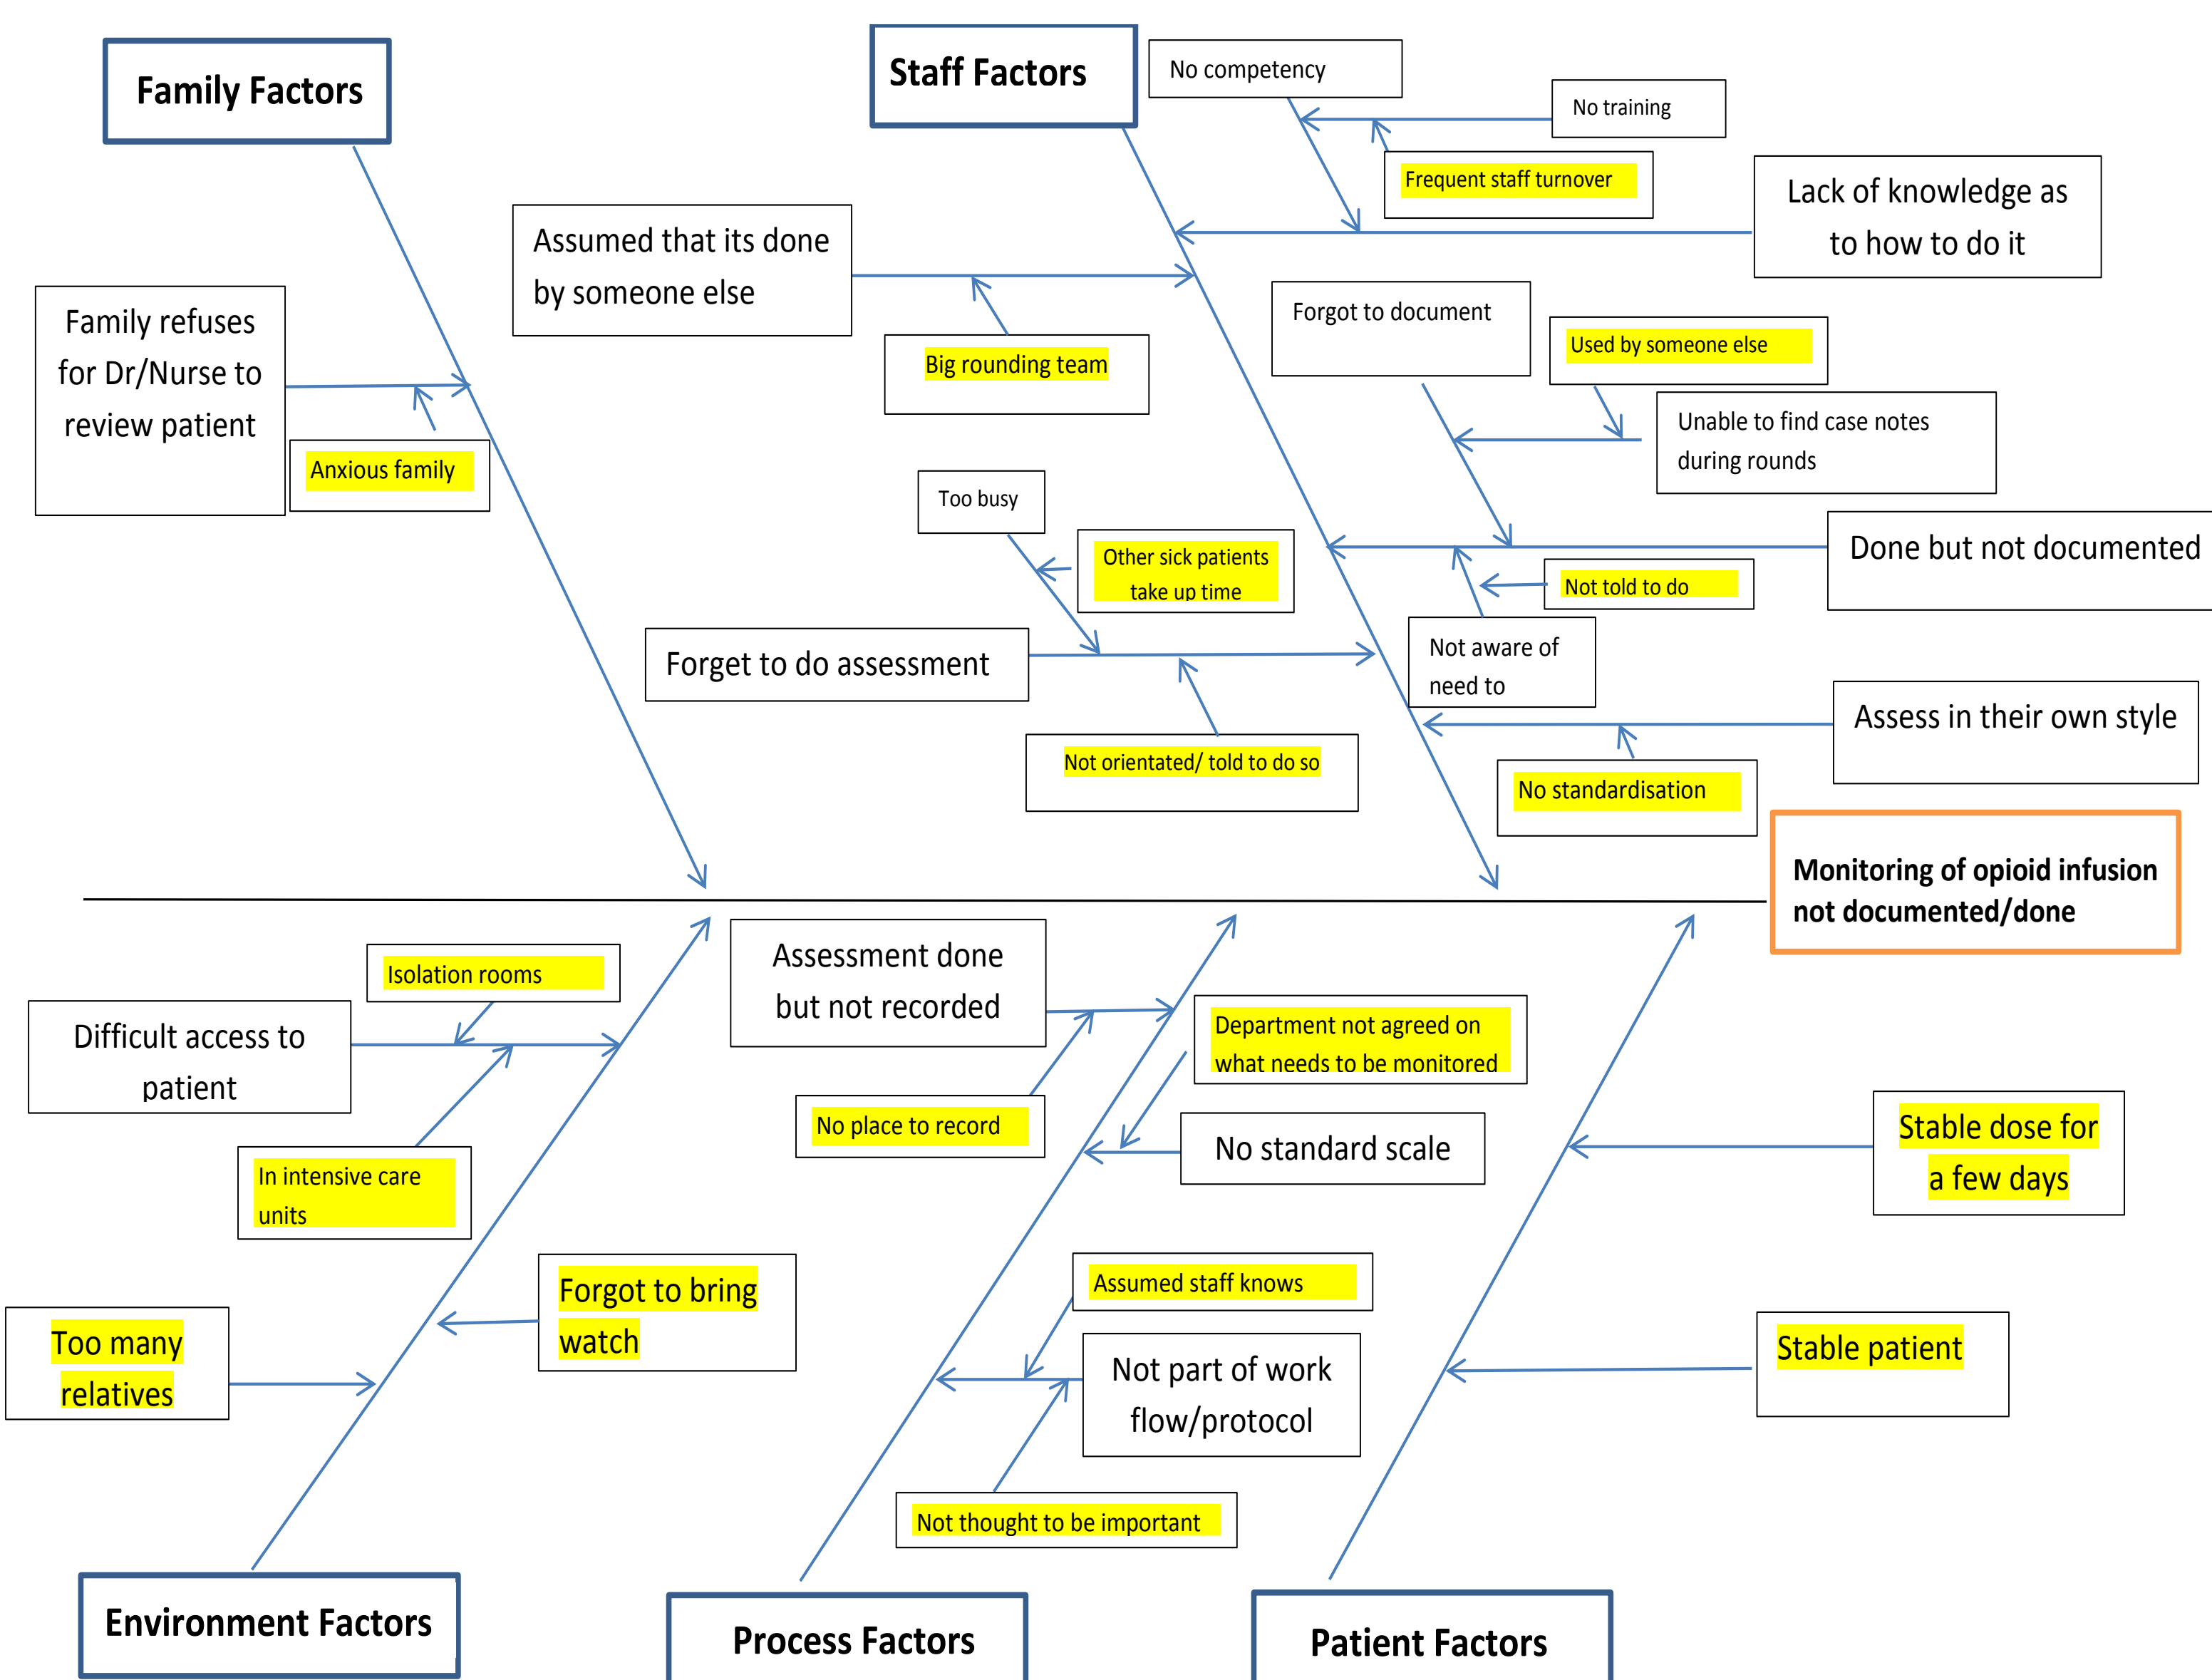 Family Factors
Staff Factors
No competency
No training
Frequent staff turnover
Lack of knowledge as
to how to do it
Assumed that its done
by someone else
Big rounding team
Family refuses
for Dr/Nurse to
review patient
Anxious family
Forgot to document
Used by someone else
Unable to find case notes
during rounds
Too busy
Other sick patients
take up time
Done but not documented
Not told to do
Not aware of
need to
Forget to do assessment
Not orientated/ told to do so
Assess in their own style
No standardisation
Monitoring of opioid infusion
not documented/done
Isolation rooms
Difficult access to
patient
In intensive care
units
Too many
relatives
Forgot to bring
watch
Assessment done
but not recorded
No place to record
Department not agreed on
what needs to be monitored
No standard scale
Assumed staff knows
Not part of work
flow/protocol
Not thought to be important
Stable dose for
a few days
Stable patient
Environment Factors
Process Factors
Patient Factors